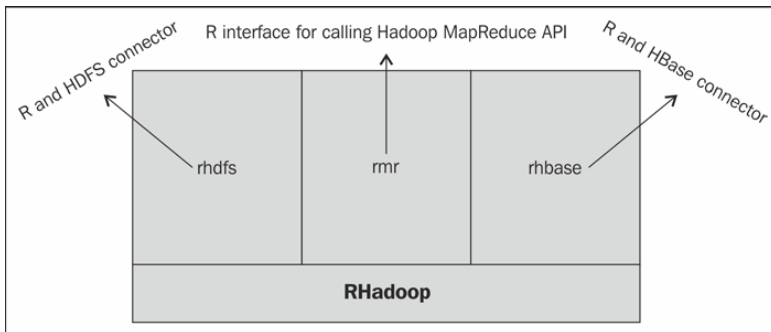 R and HDFS connector
R interface for calling Hadoop MapReduce API
R and HBase connector
rhdfs
rmr
rhbase
RHadoop